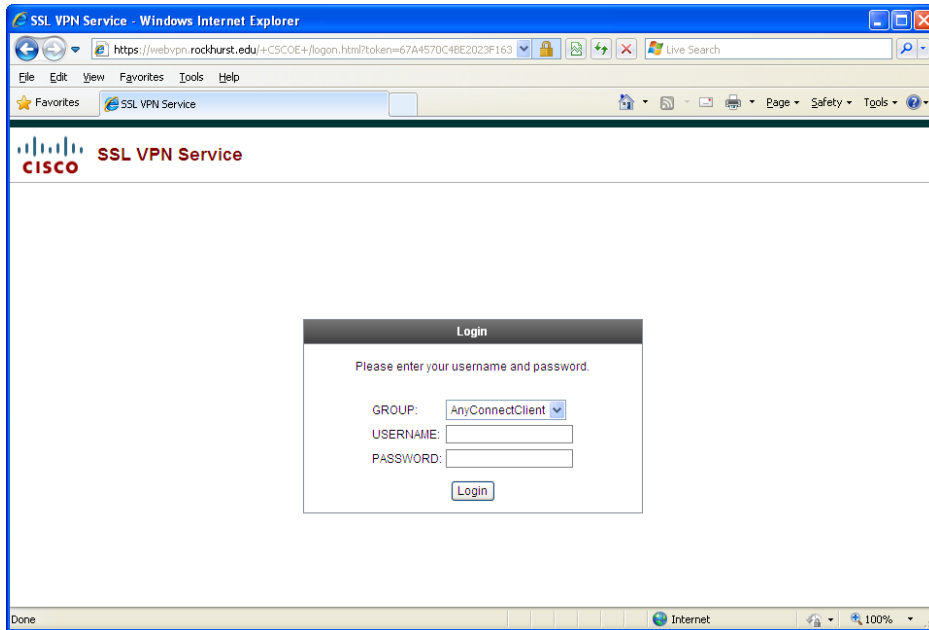 SSL VPN Service - Windows Internet Explorer
https://webvpn.rockhurst.edu/+CSCOE+/logon.html?token=67A4570C4BE2023F163
Live Search
File Edit View Favorites Tools Help
Favorites SSL VPN Service Page Safety Tools
CISCO SSL VPN Service
Login
Please enter your username and password.
GROUP: AnyConnectClient
USERNAME:
PASSWORD:
Login
Done Internet 100%